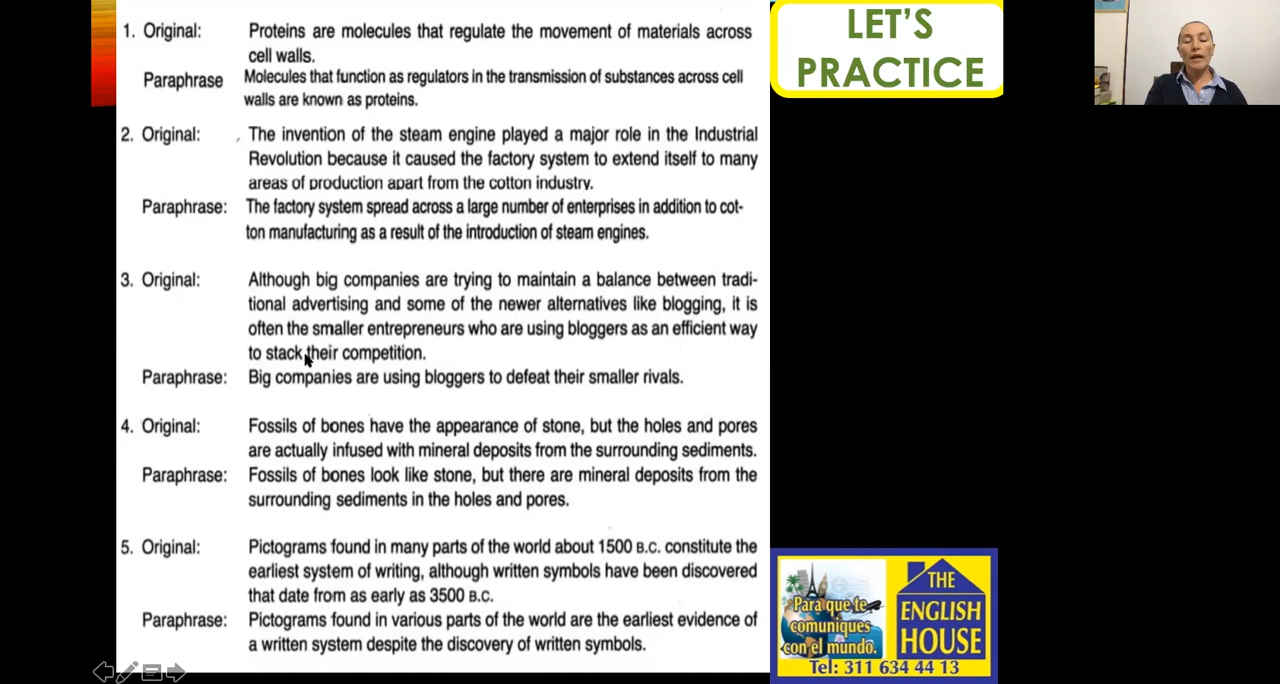 1. Original: Proteins are molecules that regulate the movement of materials across
cell walls.
Paraphrase Molecules that function as regulators in the transmission of substances across cell
walls are known as proteins.
2. Original: The invention of the steam engine played a major role in the Industrial
Revolution because it caused the factory system to extend itself to many
areas of production apart from the cotton industry.
Paraphrase: The factory system spread across a large number of enterprises in addition to cot-
ton manufacturing as a result of the introduction of steam engines.
3. Original: Although big companies are trying to maintain a balance between tradi-
tional advertising and some of the newer alternatives like blogging, it is
often the smaller entrepreneurs who are using bloggers as an efficient way
to stack their competition.
Paraphrase: Big companies are using bloggers to defeat their smaller rivals.
4. Original: Fossils of bones have the appearance of stone, but the holes and pores
are actually infused with mineral deposits from the surrounding sediments.
Paraphrase: Fossils of bones look like stone, but there are mineral deposits from the
surrounding sediments in the holes and pores.
5. Original: Pictograms found in many parts of the world about 1500 B.C. constitute the
earliest system of writing, although written symbols have been discovered
that date from as early as 3500 B.C.
Paraphrase: Pictograms found in various parts of the world are the earliest evidence of
a written system despite the discovery of written symbols.
LET'S
PRACTICE
Para que te
comuniques
con el mundo.
THE
ENGLISH
HOUSE
Tel: 311 634 44 13